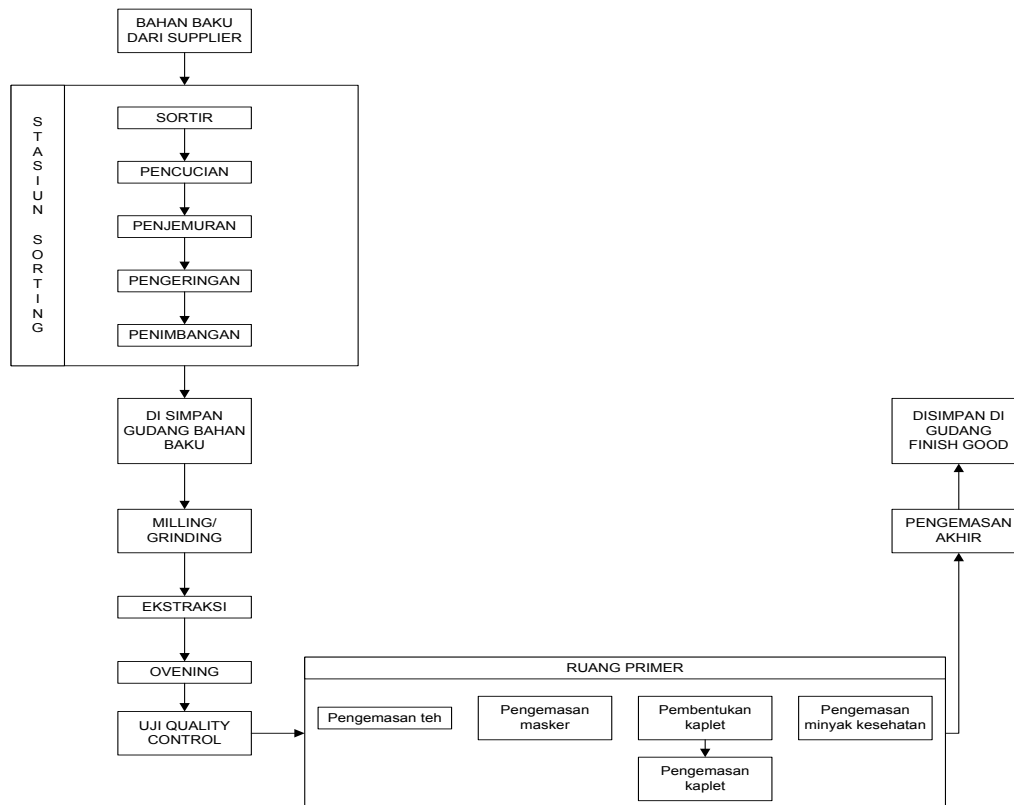 BAHAN BAKU
DARI SUPPLIER
STASIUN SORTING
SORTIR
PENCUCIAN
PENJEMURAN
PENGERINGAN
PENIMBANGAN
DI SIMPAN
GUDANG BAHAN
BAKU
MILLING/
GRINDING
EKSTRAKSI
OVENING
UJI QUALITY
CONTROL
RUANG PRIMER
Pengemasan teh
Pengemasan
masker
Pembentukan
kaplet
Pengemasan
kaplet
Pengemasan
minyak kesehatan
PENGEMASAN
AKHIR
DISIMPAN DI
GUDANG
FINISH GOOD